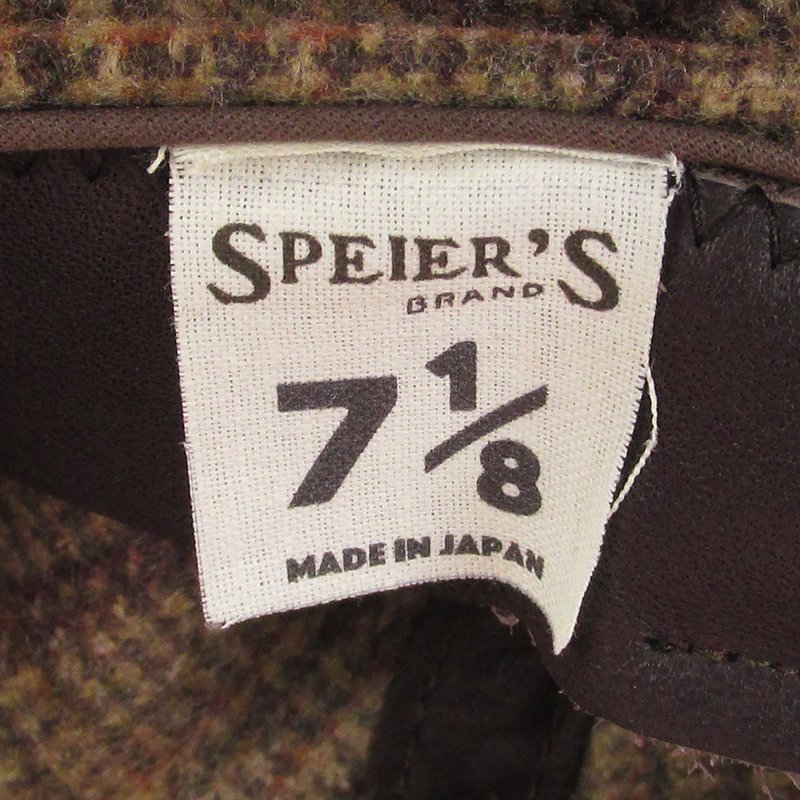 SPEIER'S
BRAND
7 1/8
MADE IN JAPAN